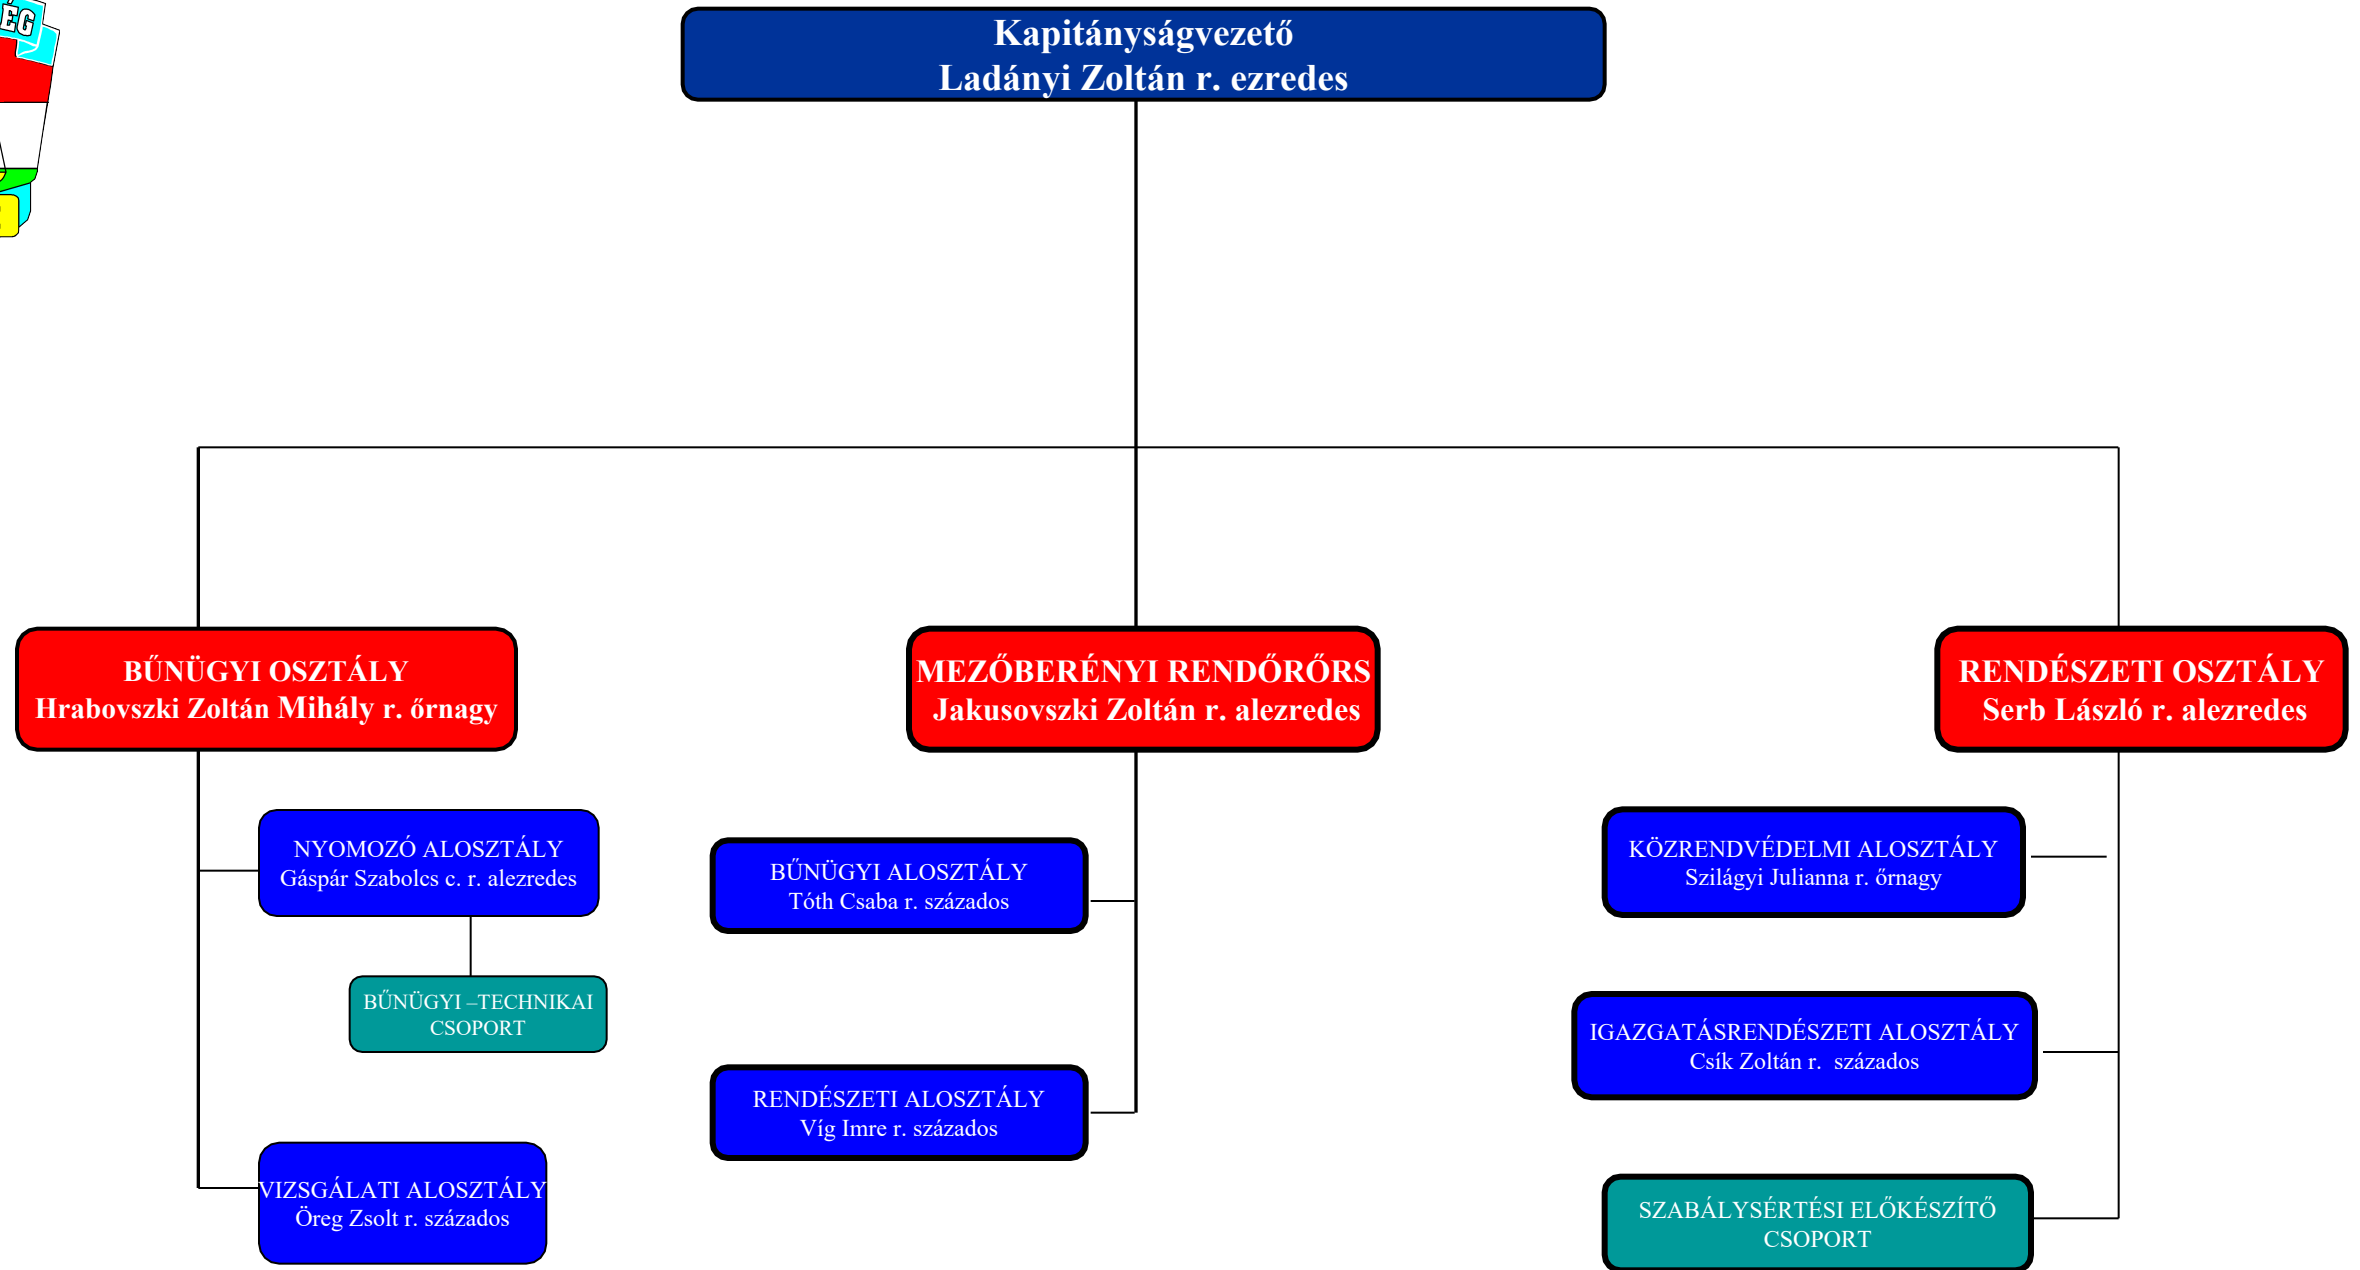 ÉG
Kapitányságvezető
Ladányi Zoltán r. ezredes
BŰNÜGYI OSZTÁLY
Hrabovszki Zoltán Mihály r. őrnagy
MEZŐBERÉNYI RENDŐRŐRS
Jakusovszki Zoltán r. alezredes
RENDÉSZETI OSZTÁLY
Serb László r. alezredes
NYOMOZÓ ALOSZTÁLY
Gáspár Szabolcs c. r. alezredes
BŰNÜGYI –TECHNIKAI
CSOPORT
VIZSGÁLATI ALOSZTÁLY
Öreg Zsolt r. százados
BŰNÜGYI ALOSZTÁLY
Tóth Csaba r. százados
RENDÉSZETI ALOSZTÁLY
Víg Imre r. százados
KÖZRENDVÉDELMI ALOSZTÁLY
Szilágyi Julianna r. őrnagy
IGAZGATÁSRENDÉSZETI ALOSZTÁLY
Csík Zoltán r.  százados
SZABÁLYSÉRTÉSI ELŐKÉSZÍTŐ
CSOPORT